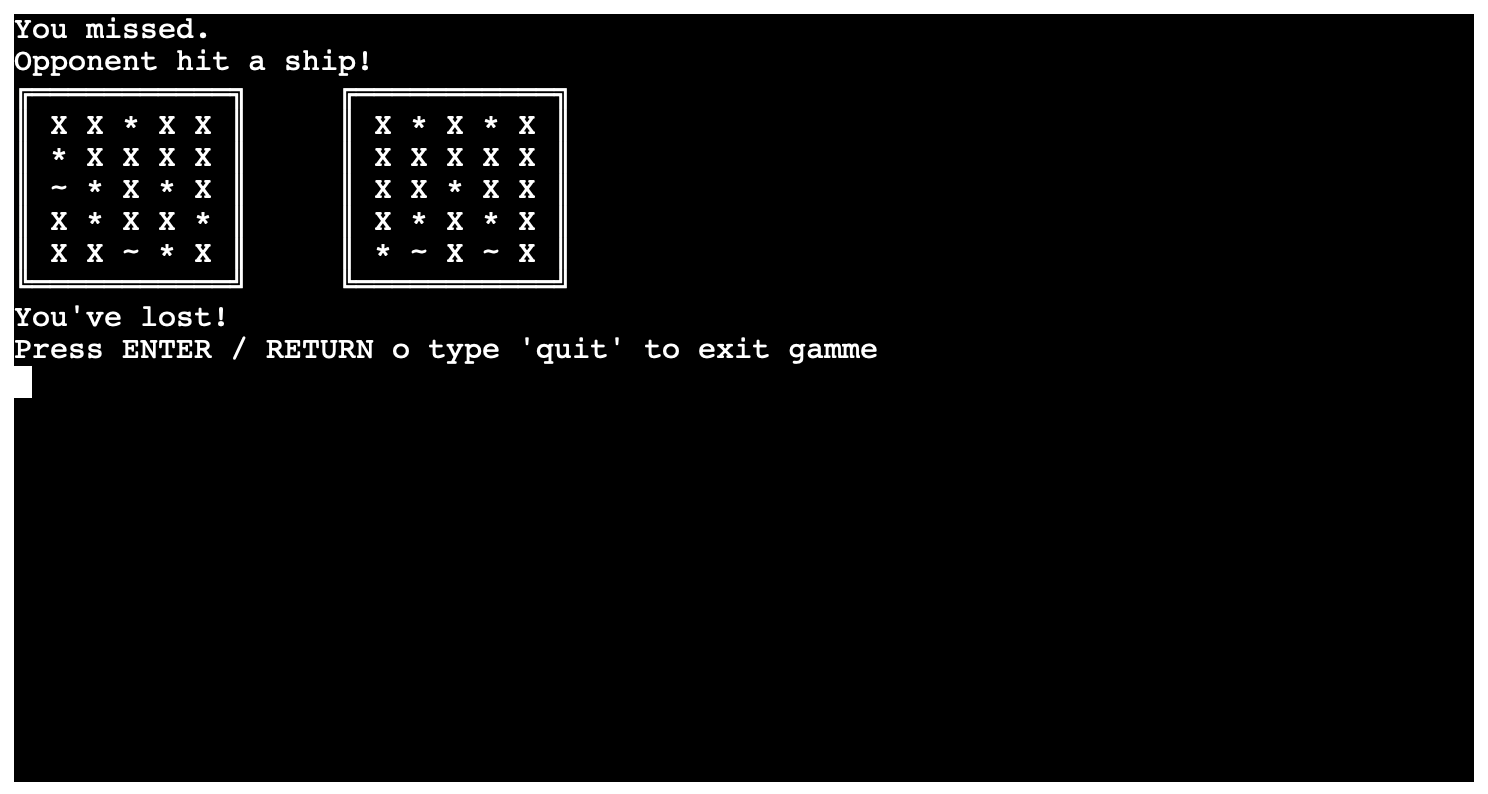 You missed.
Opponent hit a ship!
X X * X X X * X * X
* X X X X X X X X X
~ * X * X X X * X X
X * X X * X * X * X
X X ~ * X * ~ X ~ X
You've lost!
Press ENTER / RETURN o type 'quit' to exit gamme